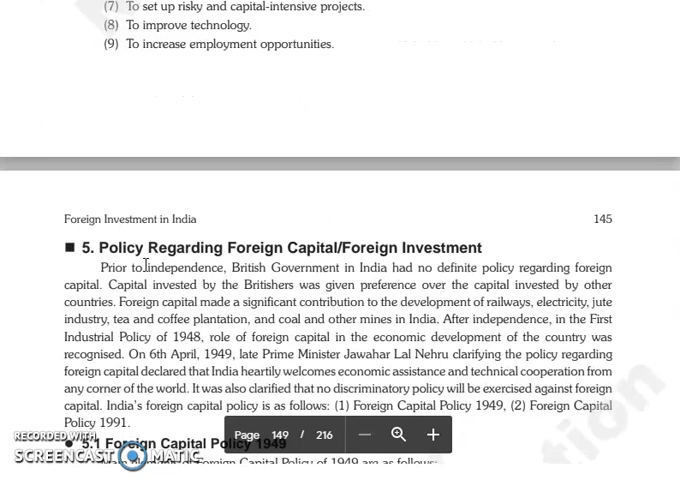 (7) To set up risky and capital-intensive projects.
(8) To improve technology.
(9) To increase employment opportunities.
Foreign Investment in India 145
■ 5. Policy Regarding Foreign Capital/Foreign Investment
Prior to independence, British Government in India had no definite policy regarding foreign
capital. Capital invested by the Britishers was given preference over the capital invested by other
countries. Foreign capital made a significant contribution to the development of railways, electricity, jute
industry, tea and coffee plantation, and coal and other mines in India. After independence, in the First
Industrial Policy of 1948, role of foreign capital in the economic development of the country was
recognised. On 6th April, 1949, late Prime Minister Jawahar Lal Nehru clarifying the policy regarding
foreign capital declared that India heartily welcomes economic assistance and technical cooperation from
any corner of the world. It was also clarified that no discriminatory policy will be exercised against foreign
capital. India's foreign capital policy is as follows: (1) Foreign Capital Policy 1949, (2) Foreign Capital
Policy 1991.
● 5.1 Foreign Capital Policy 1949
Foreign Capital Policy of 1949 are as follows:
Page 149 / 216
RECORDED WITH
SCREENCAST MATIC